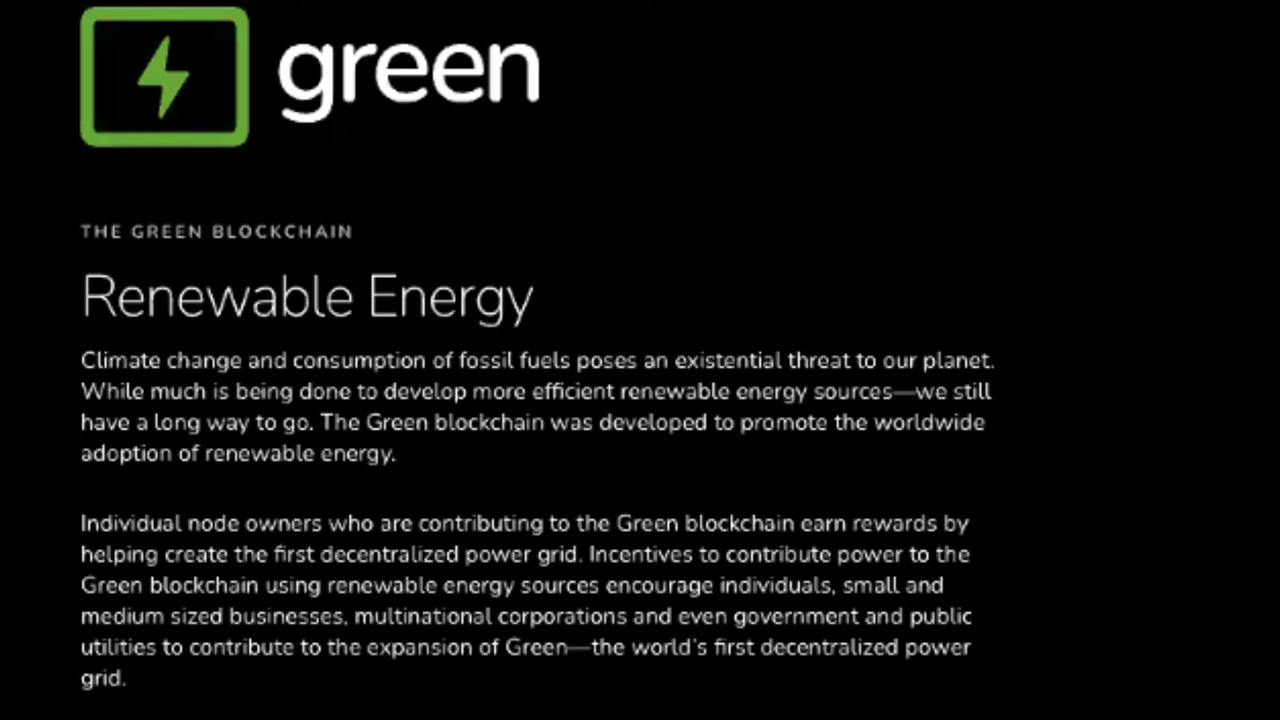 green
THE GREEN BLOCKCHAIN
Renewable Energy
Climate change and consumption of fossil fuels poses an existential threat to our planet.
While much is being done to develop more efficient renewable energy sources—we still
have a long way to go. The Green blockchain was developed to promote the worldwide
adoption of renewable energy.
Individual node owners who are contributing to the Green blockchain earn rewards by
helping create the first decentralized power grid. Incentives to contribute power to the
Green blockchain using renewable energy sources encourage individuals, small and
medium sized businesses, multinational corporations and even government and public
utilities to contribute to the expansion of Green—the world’s first decentralized power
grid.